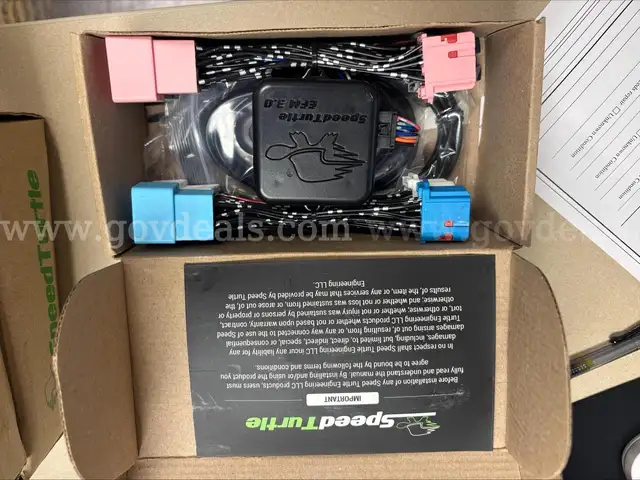 SpeedTurtle
EFM 3.0
www.govdeals.com
www.govdeals.com
SpeedTurtle
SpeedTurtle
IMPORTANT
Before installation of any Speed Turtle Engineering LLC products, users must
fully read and understand the manual. By installing and/or using the product you
agree to be bound by the following terms and conditions.
In no respect shall Speed Turtle Engineering LLC incur any liability for any
damages, including, but limited to, direct, indirect, special, or consequential
damages arising out of, resulting from, or any way connected to the use of Speed
Turtle Engineering LLC products whether or not based upon warranty, contract,
tort, or otherwise; whether or not injury was sustained by persons or property or
otherwise; and whether or not loss was sustained from, or arose out of, the
results, of, the item, or any services that may be provided by Speed Turtle
Engineering LLC.
Unknown Condition
Unknown Condition